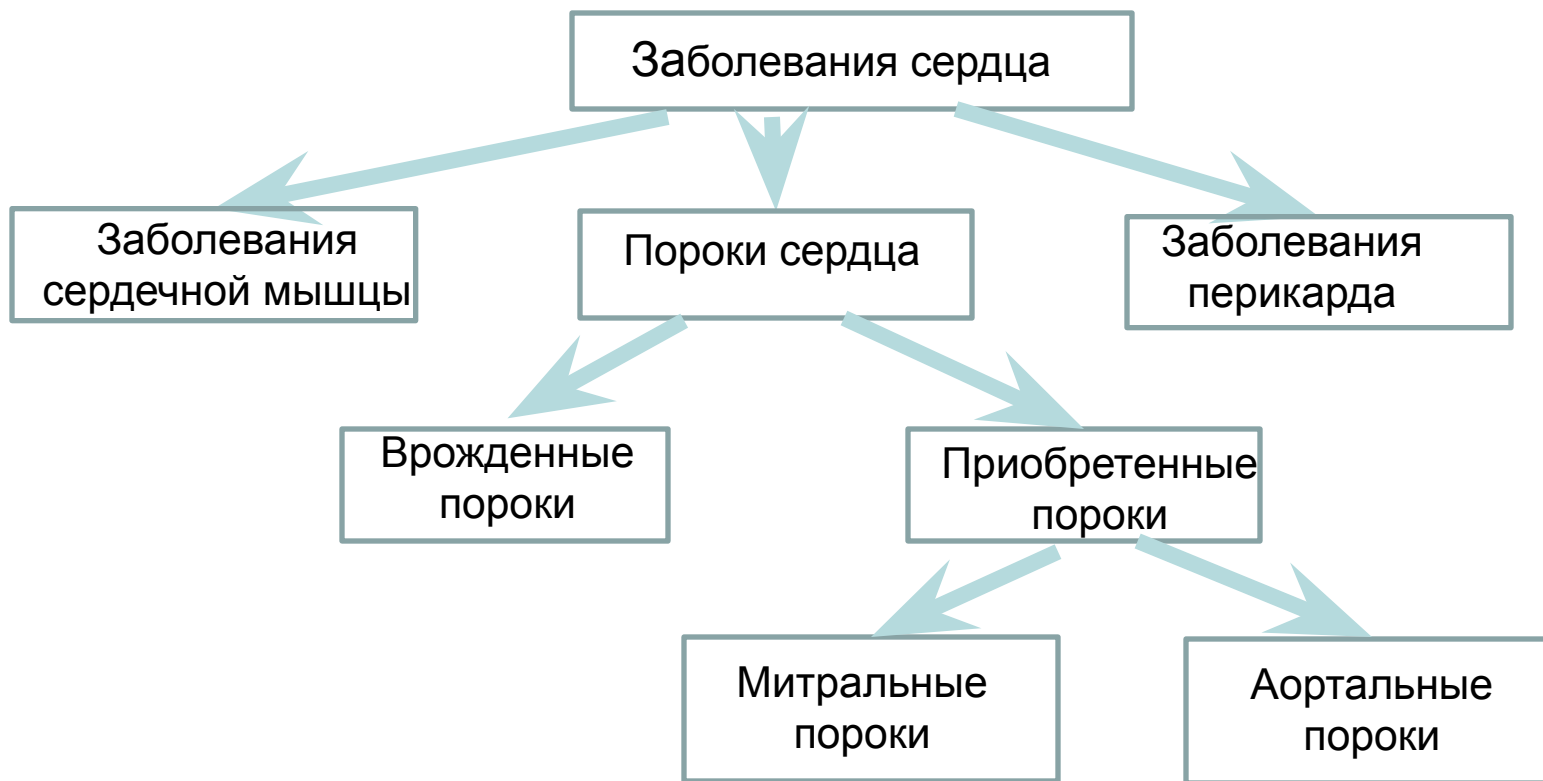 Заболевания сердца
Заболевания
сердечной мышцы
Пороки сердца
Заболевания
перикарда
Врожденные
пороки
Приобретенные
пороки
Митральные
пороки
Аортальные
пороки